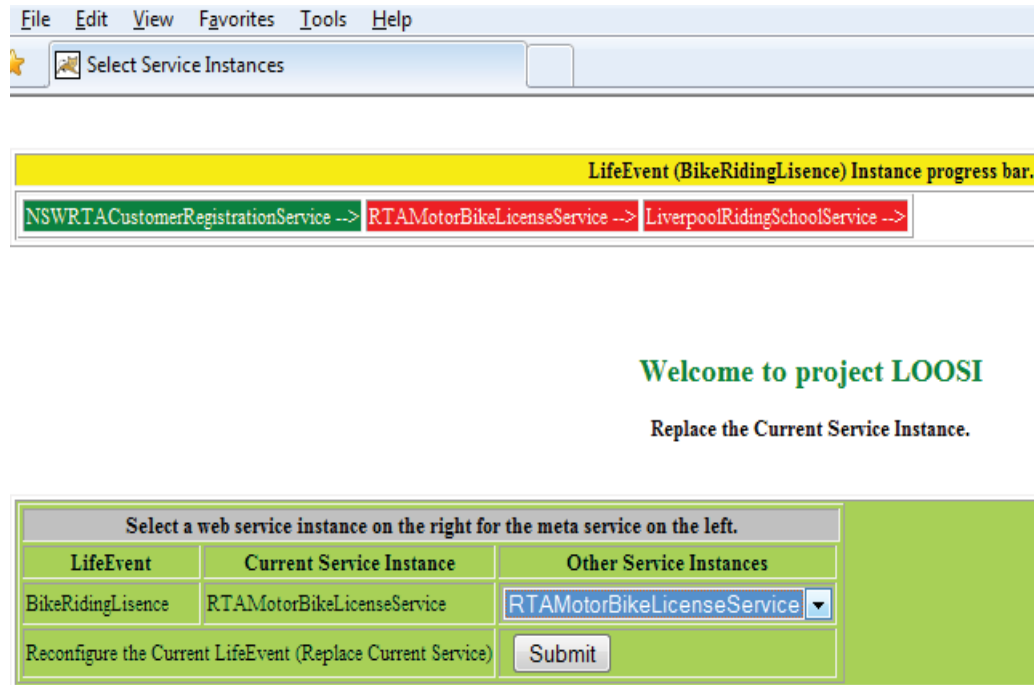 File Edit View Favorites Tools Help
Select Service Instances
LifeEvent (BikeRidingLisence) Instance progress bar.
NSWRTACustomerRegistrationService --> RTAMotorBikeLicenseService --> LiverpoolRidingSchoolService -->
Welcome to project LOOSI
Replace the Current Service Instance.
Select a web service instance on the right for the meta service on the left.
LifeEvent Current Service Instance Other Service Instances
BikeRidingLisence RTAMotorBikeLicenseService RTAMotorBikeLicenseService
Reconfigure the Current LifeEvent (Replace Current Service) Submit